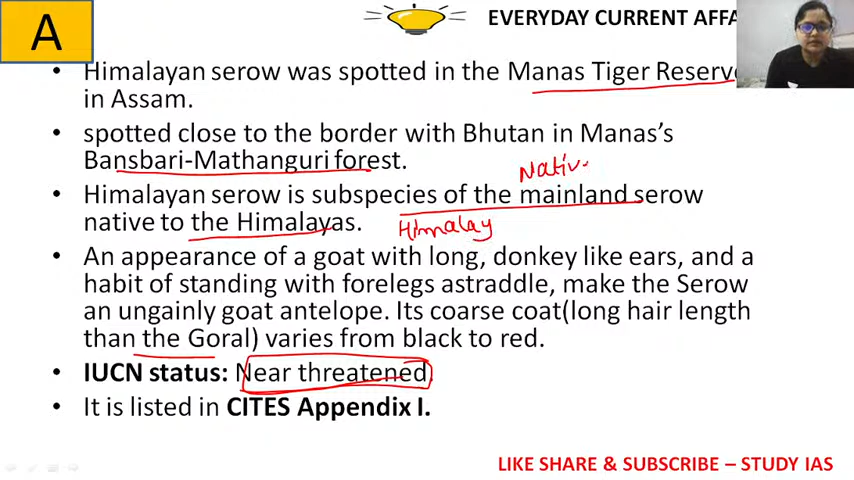 A
EVERYDAY CURRENT AFFA
• Himalayan serow was spotted in the Manas Tiger Reserve
in Assam.
• spotted close to the border with Bhutan in Manas's
Bansbari-Mathanguri forest.
Nativ
• Himalayan serow is subspecies of the mainland serow
native to the Himalayas.
Himalay
• An appearance of a goat with long, donkey like ears, and a
habit of standing with forelegs astraddle, make the Serow
an ungainly goat antelope. Its coarse coat(long hair length
than the Goral) varies from black to red.
• IUCN status: Near threatened.
• It is listed in CITES Appendix I.
LIKE SHARE & SUBSCRIBE – STUDY IAS